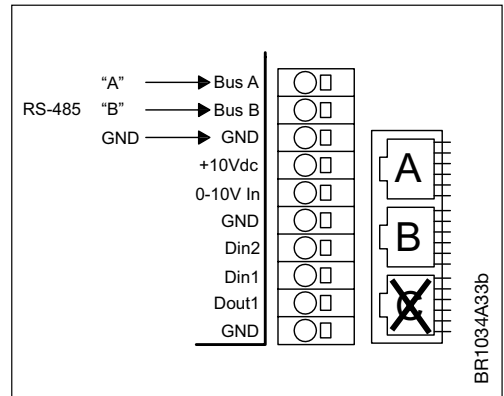 "A" Bus A
RS-485 "B" Bus B
GND GND
+10Vdc
0-10V In
GND
Din2
Din1
Dout1
GND
A
B
C
BR1034A33b